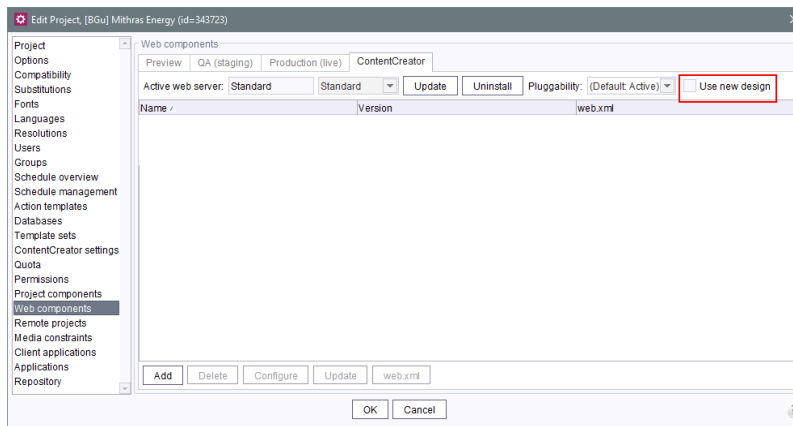 Edit Project, [BGu] Mithras Energy (id=343723)
Project
Options
Compatibility
Substitutions
Fonts
Languages
Resolutions
Users
Groups
Schedule overview
Schedule management
Action templates
Databases
Template sets
ContentCreator settings
Quota
Permissions
Project components
Web components
Remote projects
Media constraints
Client applications
Applications
Repository
Web components
Preview QA (staging) Production (live) ContentCreator
Active web server: Standard Standard Update Uninstall Pluggability: (Default: Active) Use new design
Name Version web.xml
Add Delete Configure Update web.xml
OK Cancel